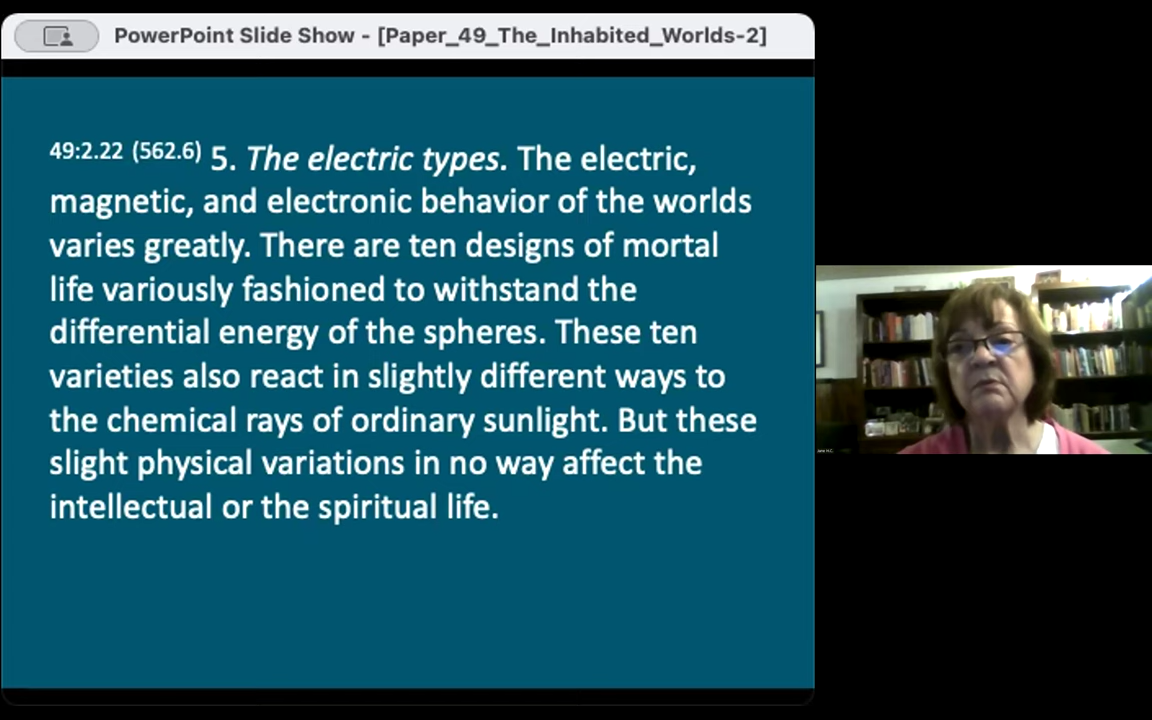 PowerPoint Slide Show - [Paper_49_The_Inhabited_Worlds-2]
49:2.22 (562.6) 5. The electric types. The electric,
magnetic, and electronic behavior of the worlds
varies greatly. There are ten designs of mortal
life variously fashioned to withstand the
differential energy of the spheres. These ten
varieties also react in slightly different ways to
the chemical rays of ordinary sunlight. But these
slight physical variations in no way affect the
intellectual or the spiritual life.